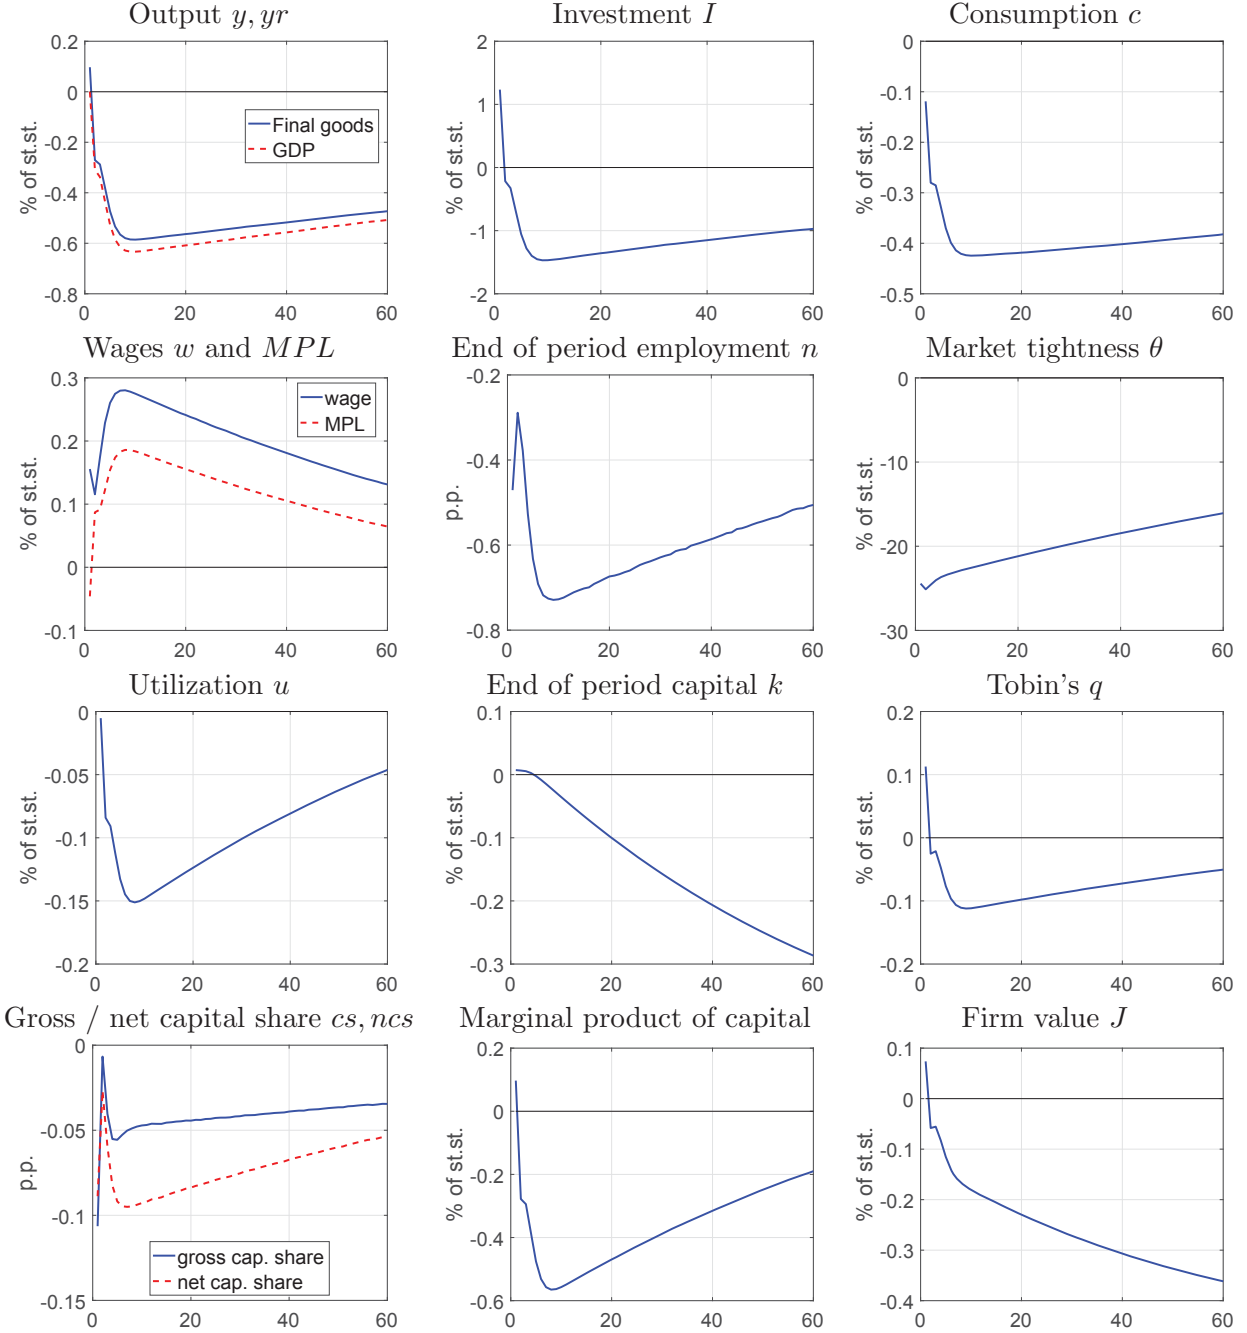 Output y, yr
Investment I
Consumption c
% of st.st.
0.2
0
-0.2
-0.4
-0.6
-0.8
0 20 40 60
Final goods
GDP
% of st.st.
2
1
0
-1
-2
0 20 40 60
% of st.st.
0
-0.1
-0.2
-0.3
-0.4
-0.5
0 20 40 60
Wages w and MPL
End of period employment n
Market tightness θ
% of st.st.
0.3
0.2
0.1
0
-0.1
0 20 40 60
wage
MPL
p.p.
-0.2
-0.4
-0.6
-0.8
0 20 40 60
% of st.st.
0
-10
-20
-30
0 20 40 60
Utilization u
End of period capital k
Tobin's q
% of st.st.
0
-0.05
-0.1
-0.15
-0.2
0 20 40 60
% of st.st.
0.1
0
-0.1
-0.2
-0.3
0 20 40 60
% of st.st.
0.2
0.1
0
-0.1
-0.2
0 20 40 60
Gross / net capital share cs, ncs
Marginal product of capital
Firm value J
p.p.
0
-0.05
-0.1
-0.15
0 20 40 60
gross cap. share
net cap. share
% of st.st.
0.2
0
-0.2
-0.4
-0.6
0 20 40 60
% of st.st.
0.1
0
-0.1
-0.2
-0.3
-0.4
0 20 40 60